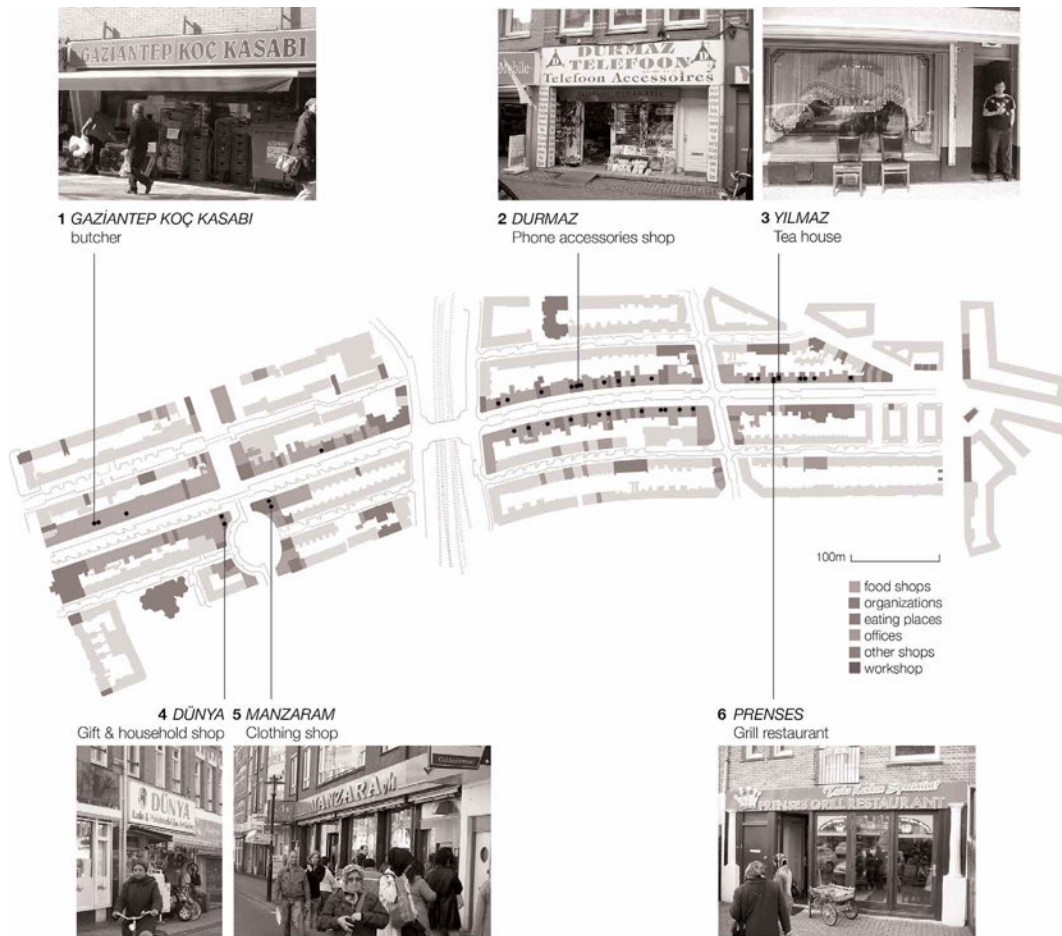 GAZİANTEP KOÇ KASABI
Mobile
DURMAZ
TELEFOON
Telefoon Accessoires
1 GAZİANTEP KOÇ KASABI
butcher
2 DURMAZ
Phone accessories shop
3 YILMAZ
Tea house
100m
food shops
organizations
eating places
offices
other shops
workshop
4 DÜNYA
Gift & household shop
5 MANZARAM
Clothing shop
6 PRENSES
Grill restaurant
DÜNYA
MANZARAM
PRENSES GRILL RESTAURANT